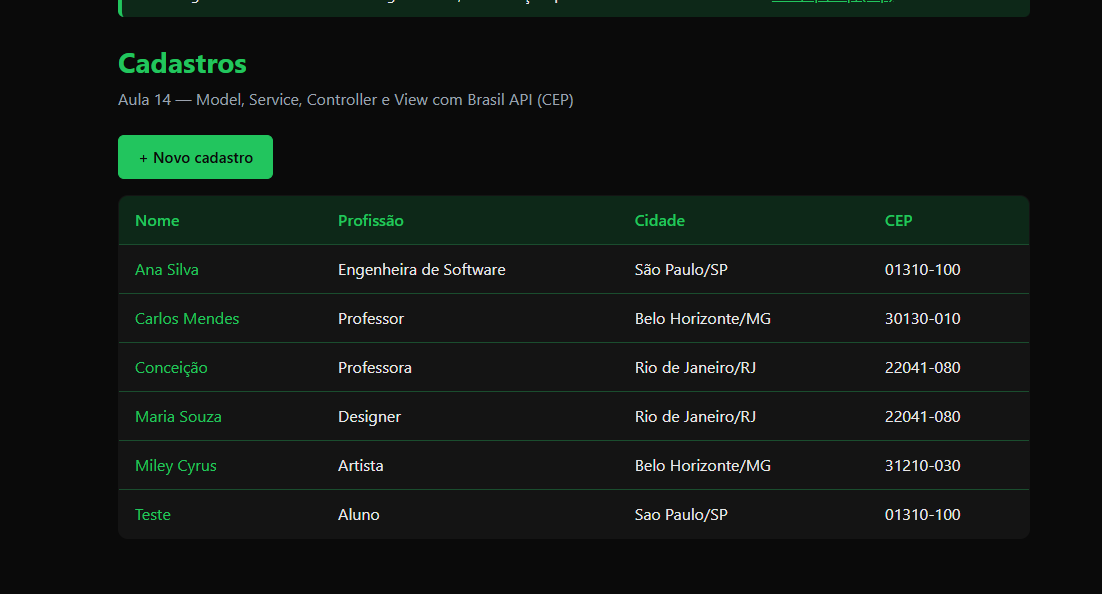 Cadastros
Aula 14 — Model, Service, Controller e View com Brasil API (CEP)
+ Novo cadastro
Nome Profissão Cidade CEP
Ana Silva Engenheira de Software São Paulo/SP 01310-100
Carlos Mendes Professor Belo Horizonte/MG 30130-010
Conceição Professora Rio de Janeiro/RJ 22041-080
Maria Souza Designer Rio de Janeiro/RJ 22041-080
Miley Cyrus Artista Belo Horizonte/MG 31210-030
Teste Aluno Sao Paulo/SP 01310-100